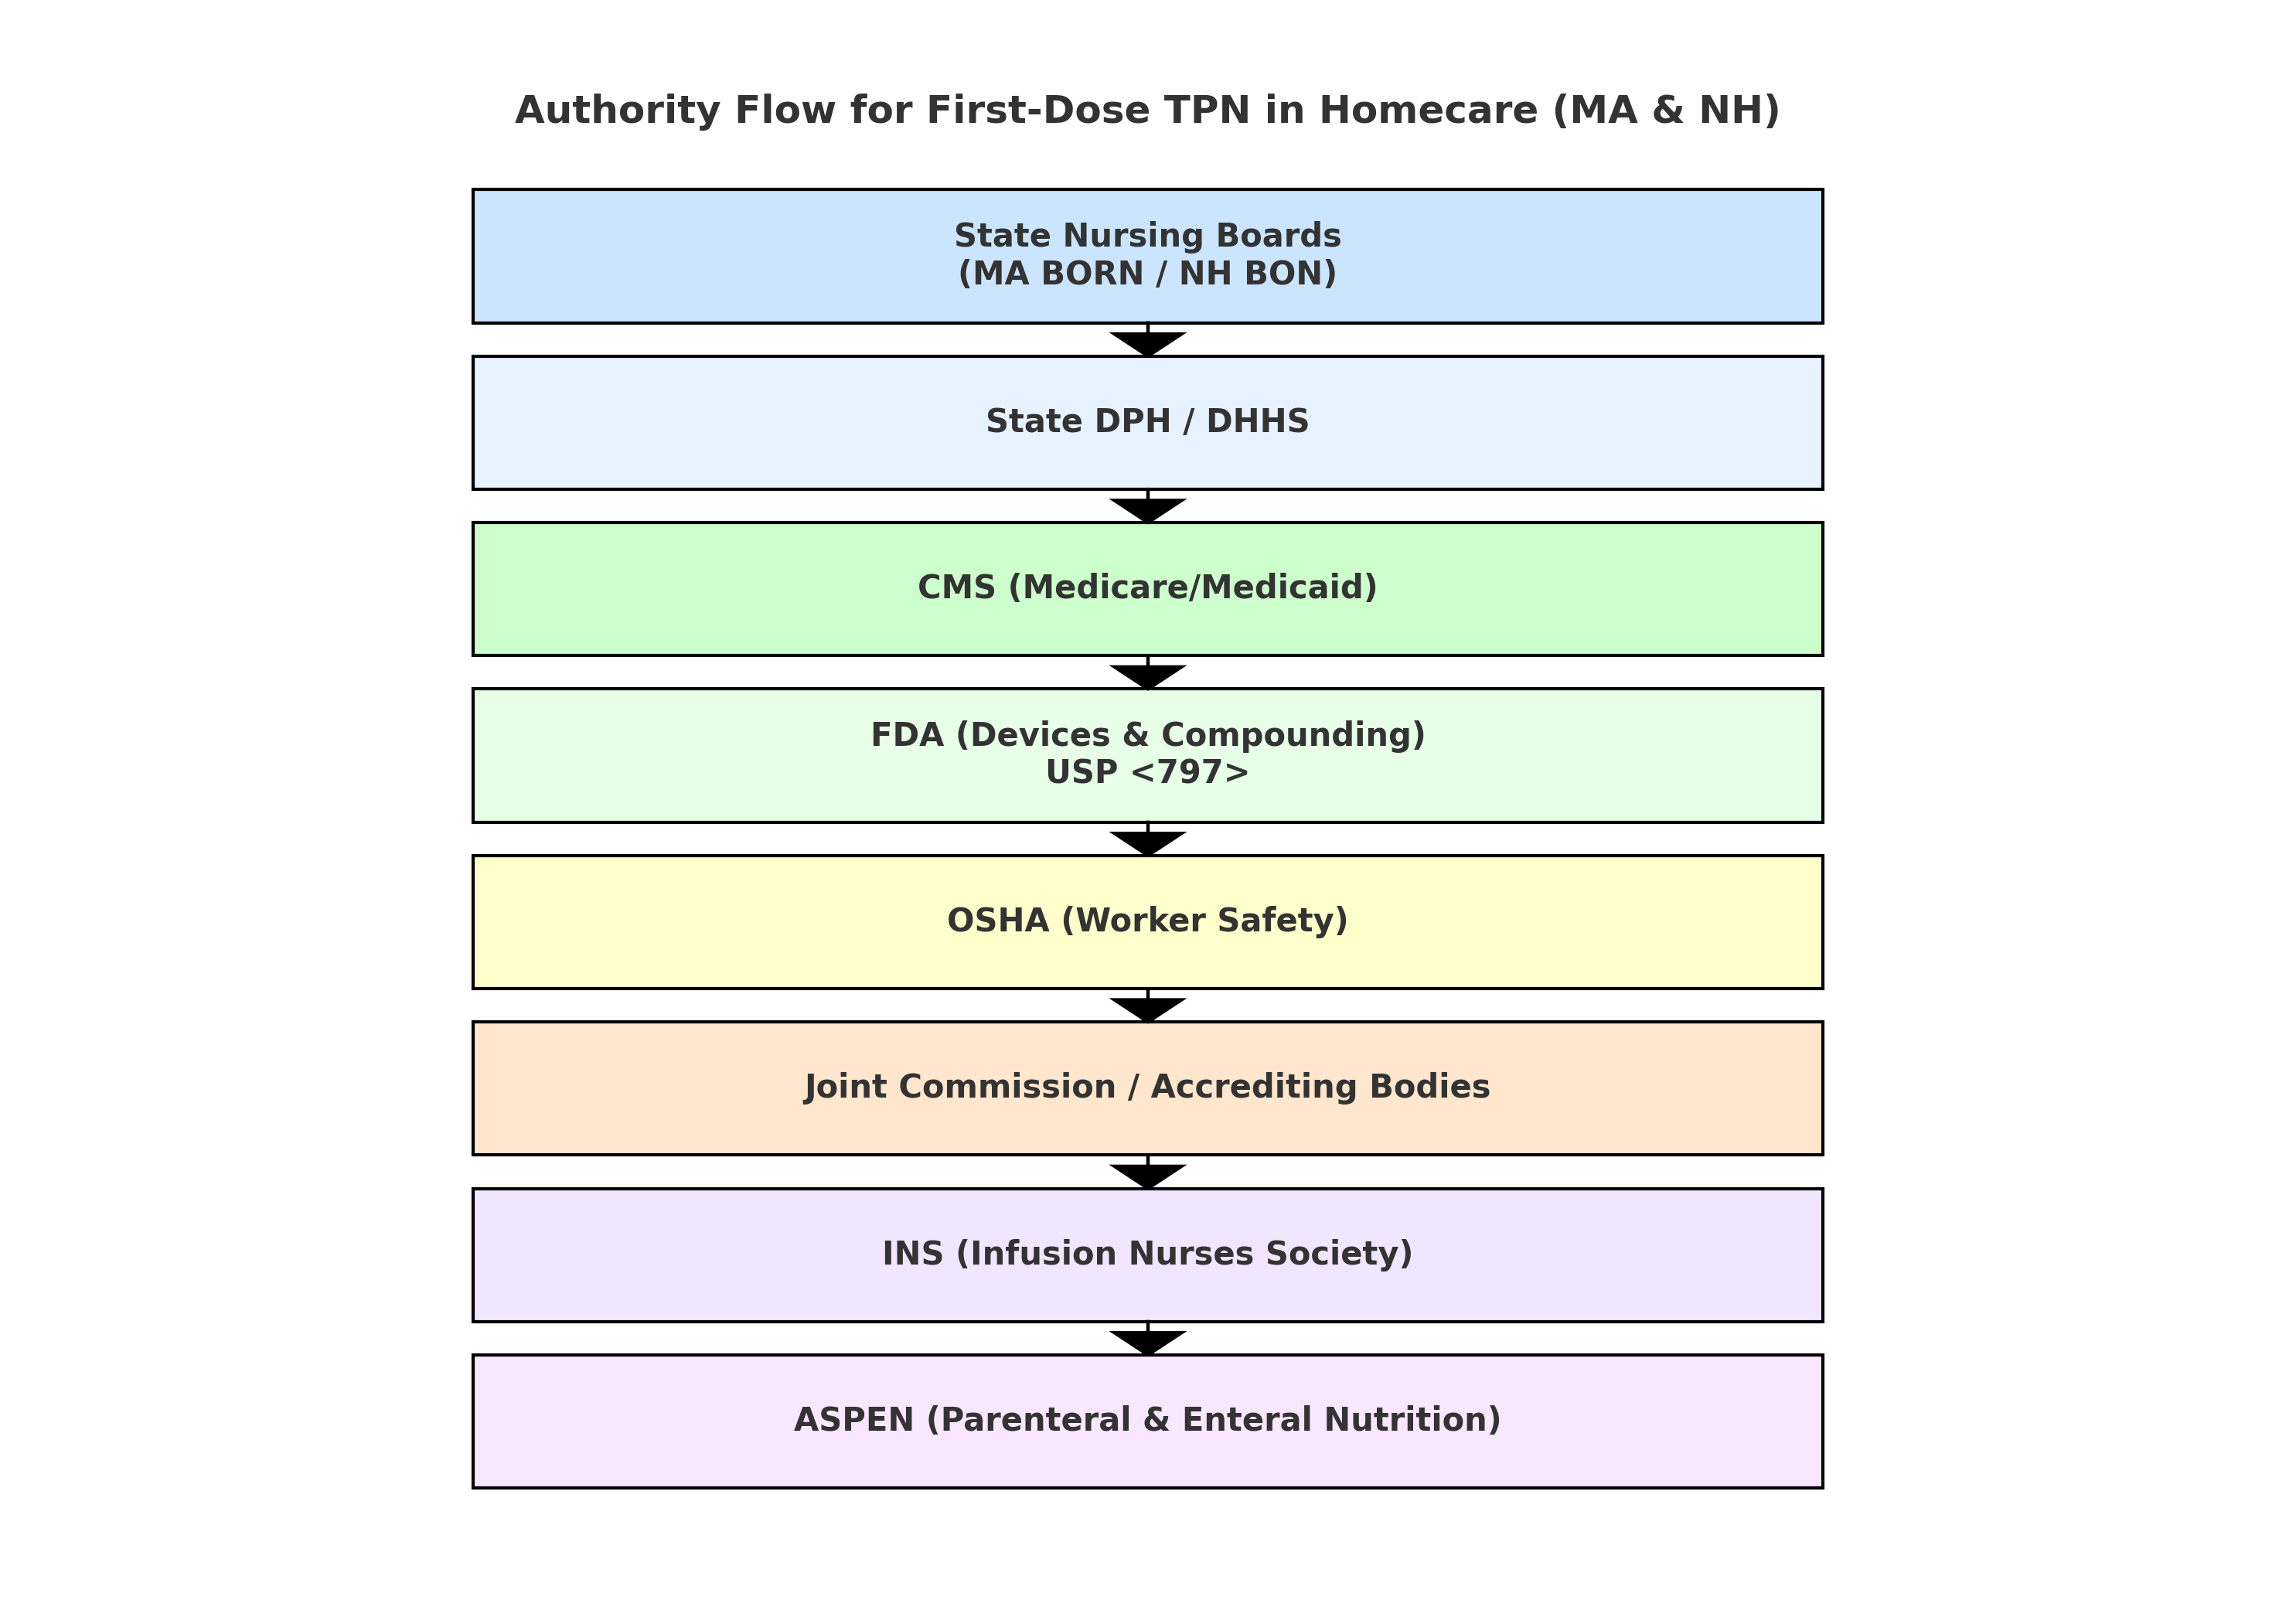 Authority Flow for First-Dose TPN in Homecare (MA & NH)
State Nursing Boards
(MA BORN / NH BON)
State DPH / DHHS
CMS (Medicare/Medicaid)
FDA (Devices & Compounding)
USP <797>
OSHA (Worker Safety)
Joint Commission / Accrediting Bodies
INS (Infusion Nurses Society)
ASPEN (Parenteral & Enteral Nutrition)